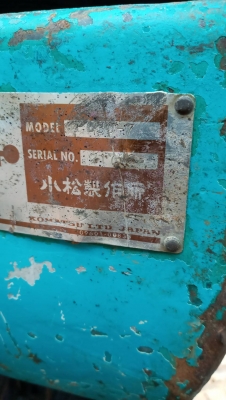 MODEL
SERIAL NO.
小松製作所
KOMATSU LTD JAPAN